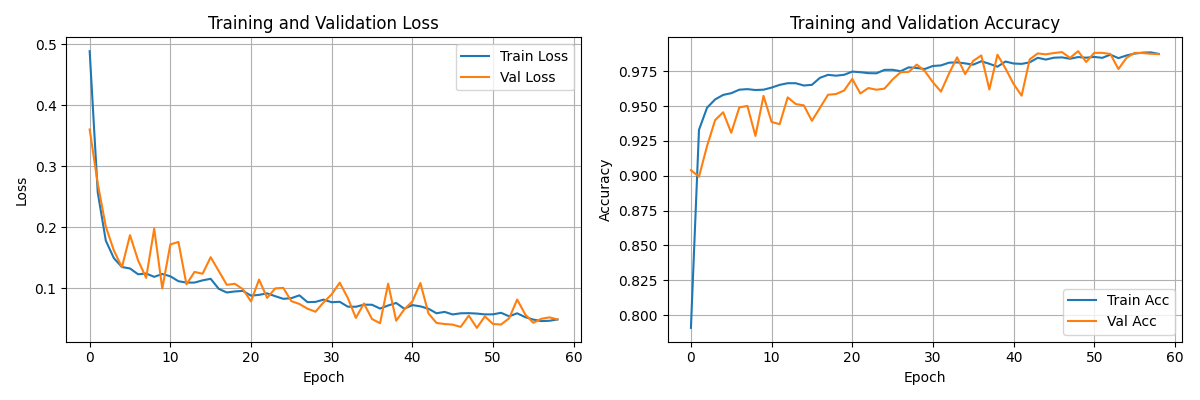 Training and Validation Loss
0.5
0.4
0.3
0.2
0.1
Loss
0 10 20 30 40 50 60
Epoch
Train Loss
Val Loss
Training and Validation Accuracy
0.975
0.950
0.925
0.900
0.875
0.850
0.825
0.800
Accuracy
0 10 20 30 40 50 60
Epoch
Train Acc
Val Acc